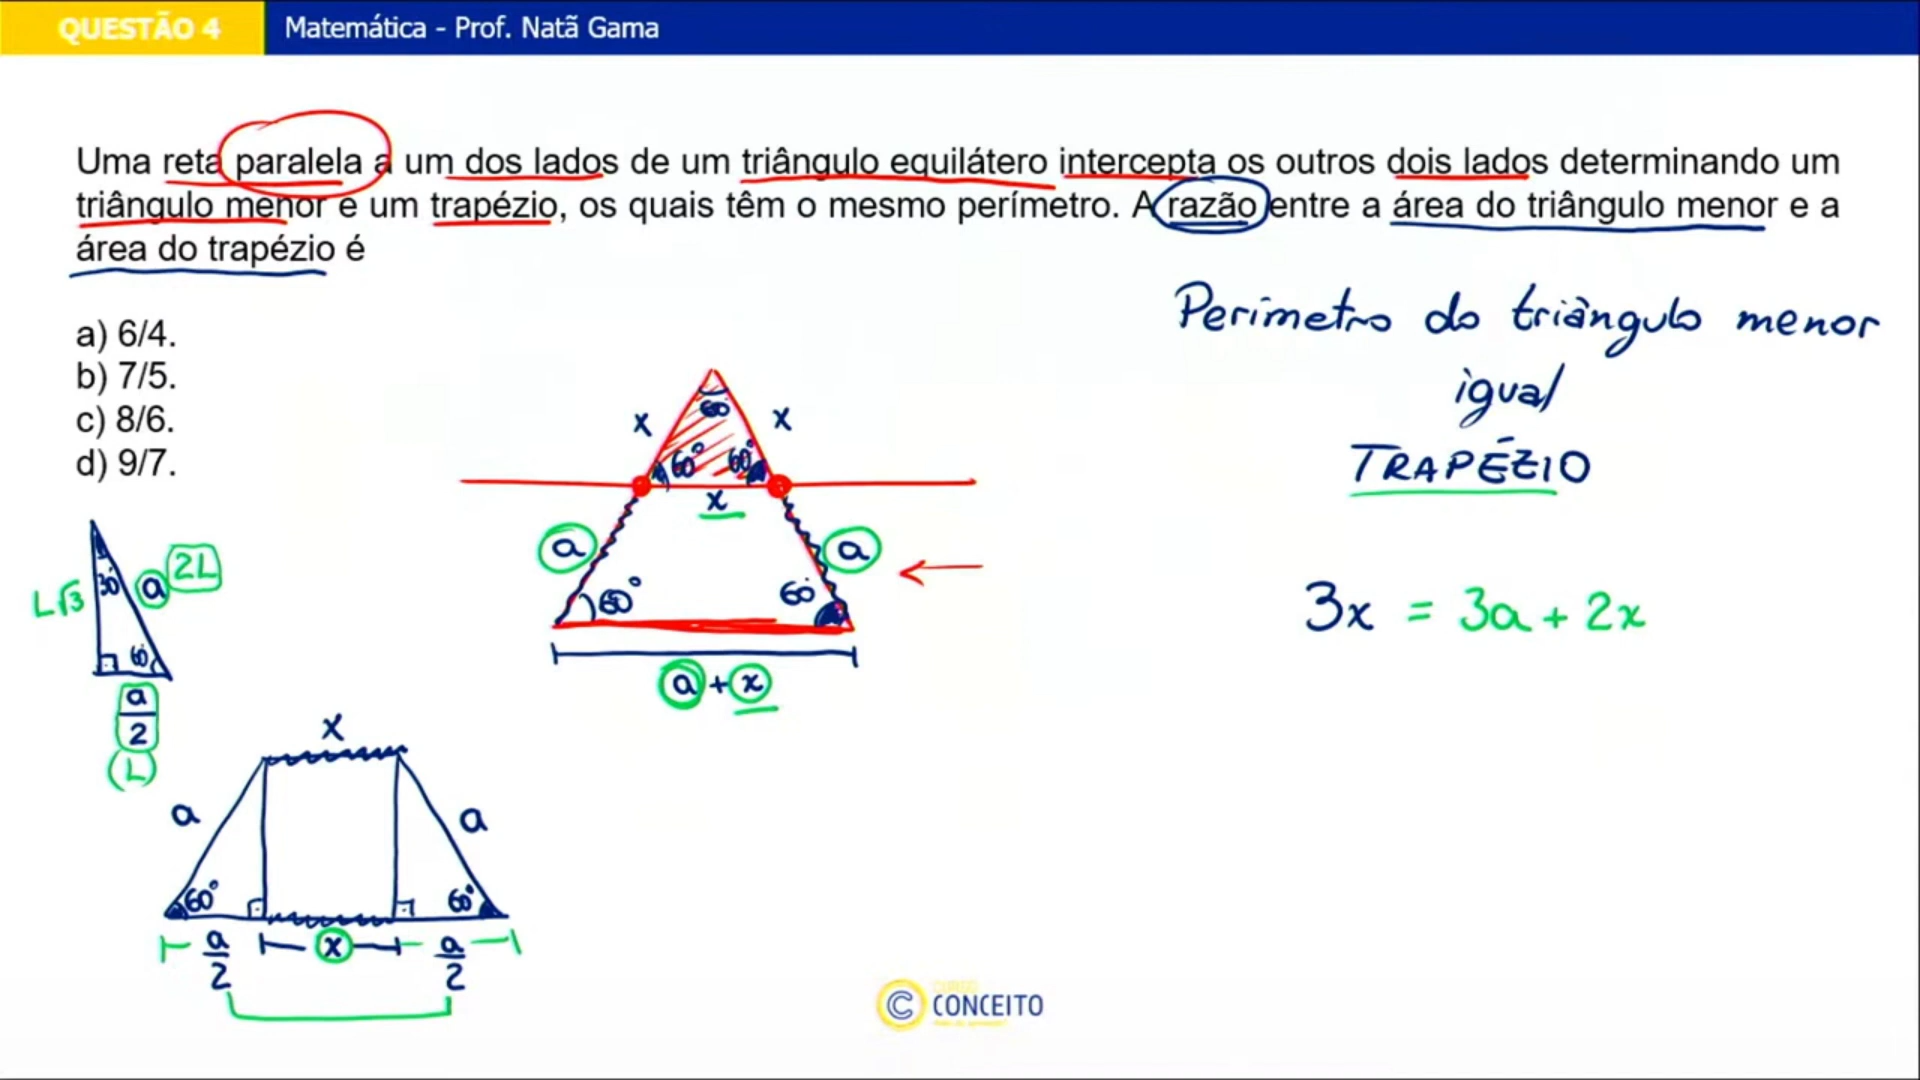 QUESTÃO 4
Matemática - Prof. Natã Gama
Uma reta paralela a um dos lados de um triângulo equilátero intercepta os outros dois lados determinando um
triângulo menor e um trapézio, os quais têm o mesmo perímetro. A razão entre a área do triângulo menor e a
área do trapézio é
a) 6/4.
b) 7/5.
c) 8/6.
d) 9/7.
Perímetro do triângulo menor
igual
TRAPÉZIO
3x = 3a + 2x
60
x x
60° 60°
x
a a
60° 60°
a + x
30°
L√3 a 2L
60
a/2
(L)
x
a a
60° 60°
a/2 x a/2
CONCEITO